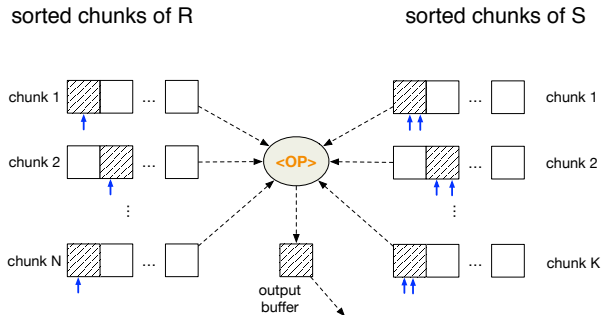 sorted chunks of R
sorted chunks of S
chunk 1
...
...
chunk 1
chunk 2
...
<OP>
...
chunk 2
...
...
chunk N
...
...
chunk K
output
buffer